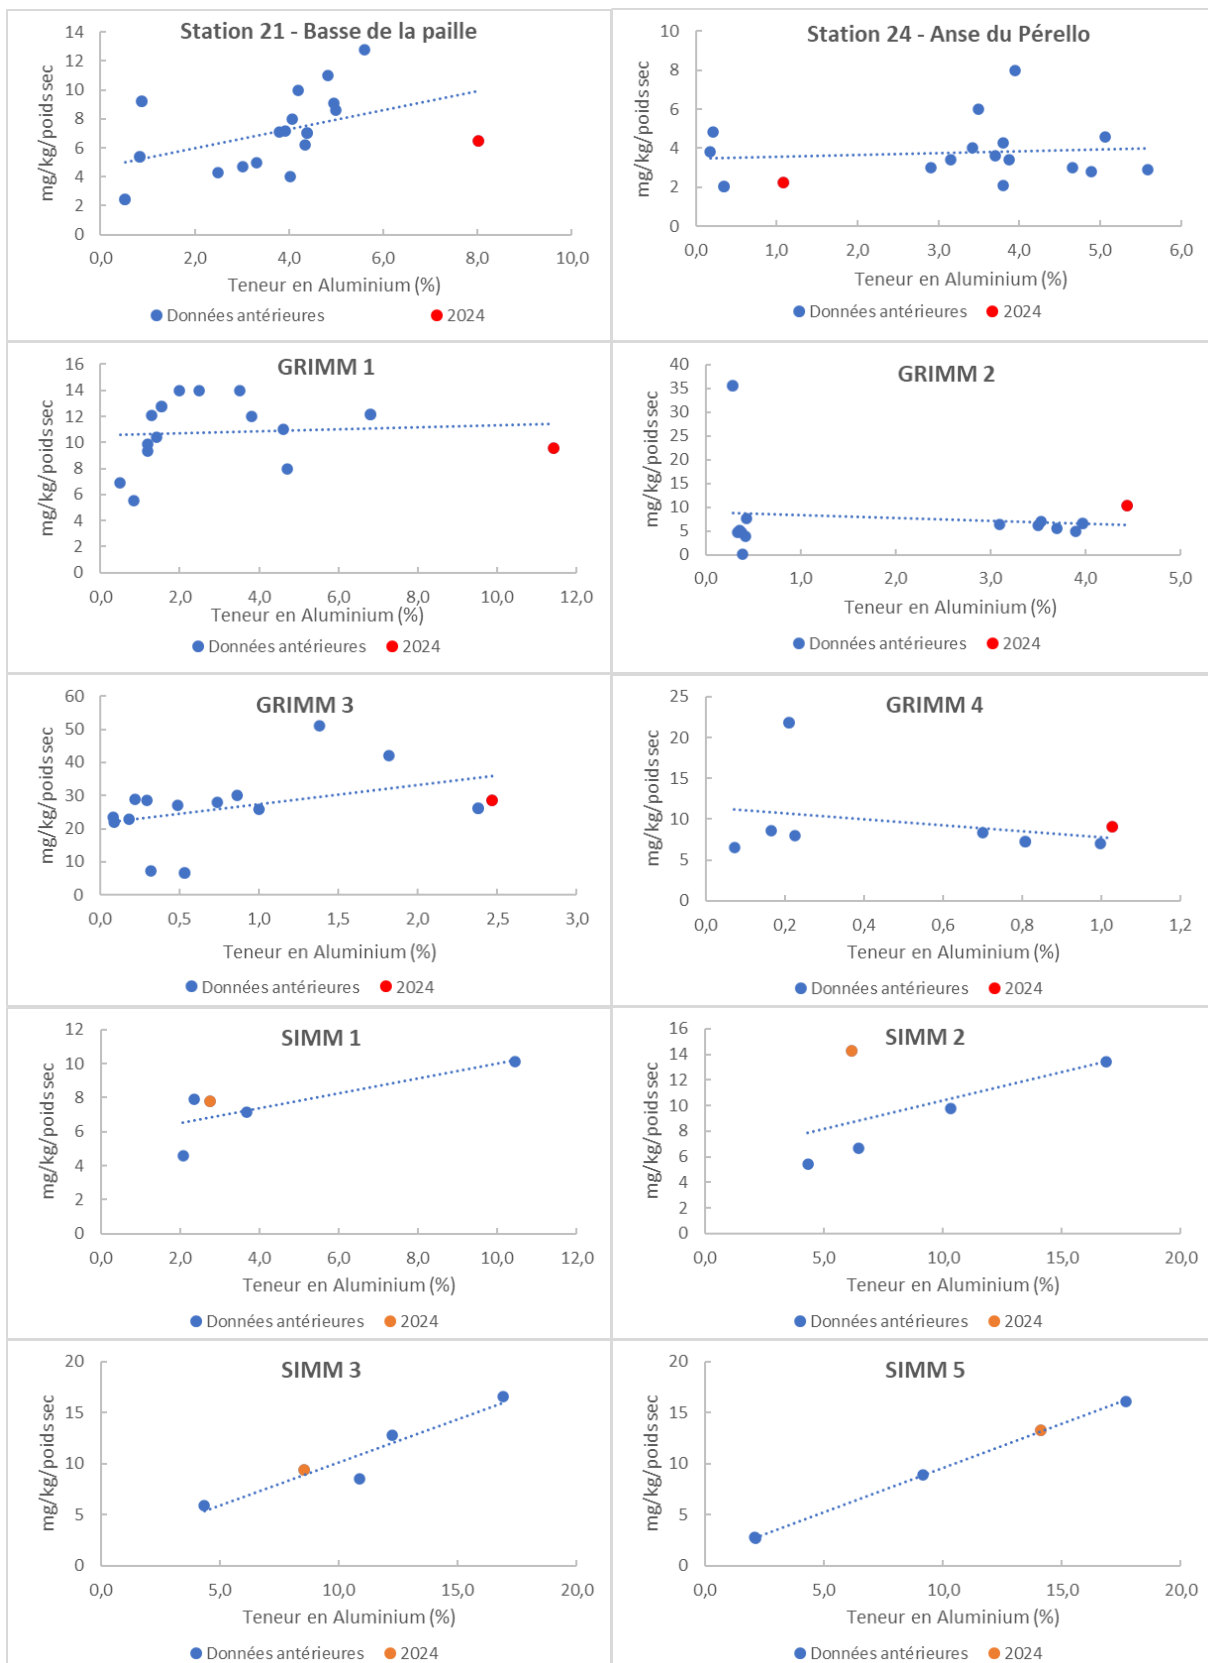 Station 21 - Basse de la paille
mg/kg/poids sec
14
12
10
8
6
4
2
0
0,0 2,0 4,0 6,0 8,0 10,0
Teneur en Aluminium (%)
Données antérieures 2024
Station 24 - Anse du Pérello
mg/kg/poids sec
10
8
6
4
2
0
0,0 1,0 2,0 3,0 4,0 5,0 6,0
Teneur en Aluminium (%)
Données antérieures 2024
GRIMM 1
mg/kg/poids sec
16
14
12
10
8
6
4
2
0
0,0 2,0 4,0 6,0 8,0 10,0 12,0
Teneur en Aluminium (%)
Données antérieures 2024
GRIMM 2
mg/kg/poids sec
40
35
30
25
20
15
10
5
0
0,0 1,0 2,0 3,0 4,0 5,0
Teneur en Aluminium (%)
Données antérieures 2024
GRIMM 3
mg/kg/poids sec
60
50
40
30
20
10
0
0,0 0,5 1,0 1,5 2,0 2,5 3,0
Teneur en Aluminium (%)
Données antérieures 2024
GRIMM 4
mg/kg/poids sec
25
20
15
10
5
0
0,0 0,2 0,4 0,6 0,8 1,0 1,2
Teneur en Aluminium (%)
Données antérieures 2024
SIMM 1
mg/kg/poids sec
12
10
8
6
4
2
0
0,0 2,0 4,0 6,0 8,0 10,0 12,0
Teneur en Aluminium (%)
Données antérieures 2024
SIMM 2
mg/kg/poids sec
16
14
12
10
8
6
4
2
0
0,0 5,0 10,0 15,0 20,0
Teneur en Aluminium (%)
Données antérieures 2024
SIMM 3
mg/kg/poids sec
20
15
10
5
0
0,0 5,0 10,0 15,0 20,0
Teneur en Aluminium (%)
Données antérieures 2024
SIMM 5
mg/kg/poids sec
20
15
10
5
0
0,0 5,0 10,0 15,0 20,0
Teneur en Aluminium (%)
Données antérieures 2024